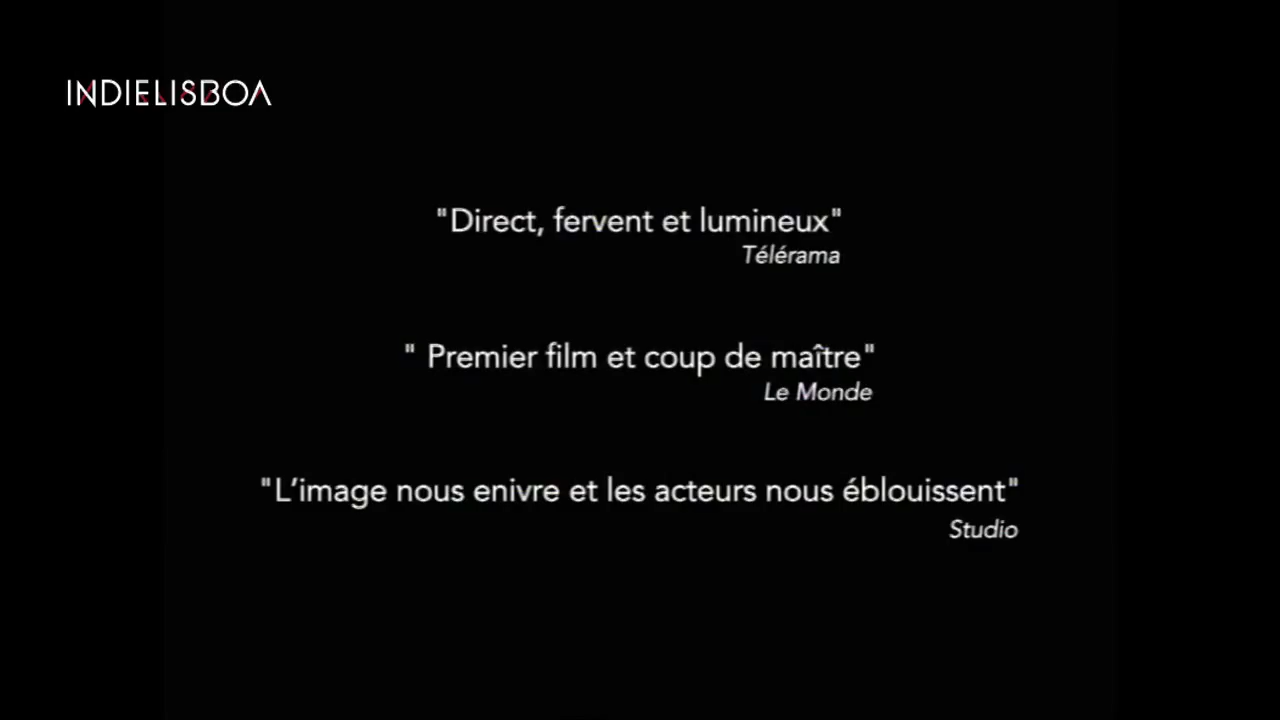 INDIELISBOA
"Direct, fervent et lumineux"
Télérama
" Premier film et coup de maître"
Le Monde
"L’image nous enivre et les acteurs nous éblouissent"
Studio